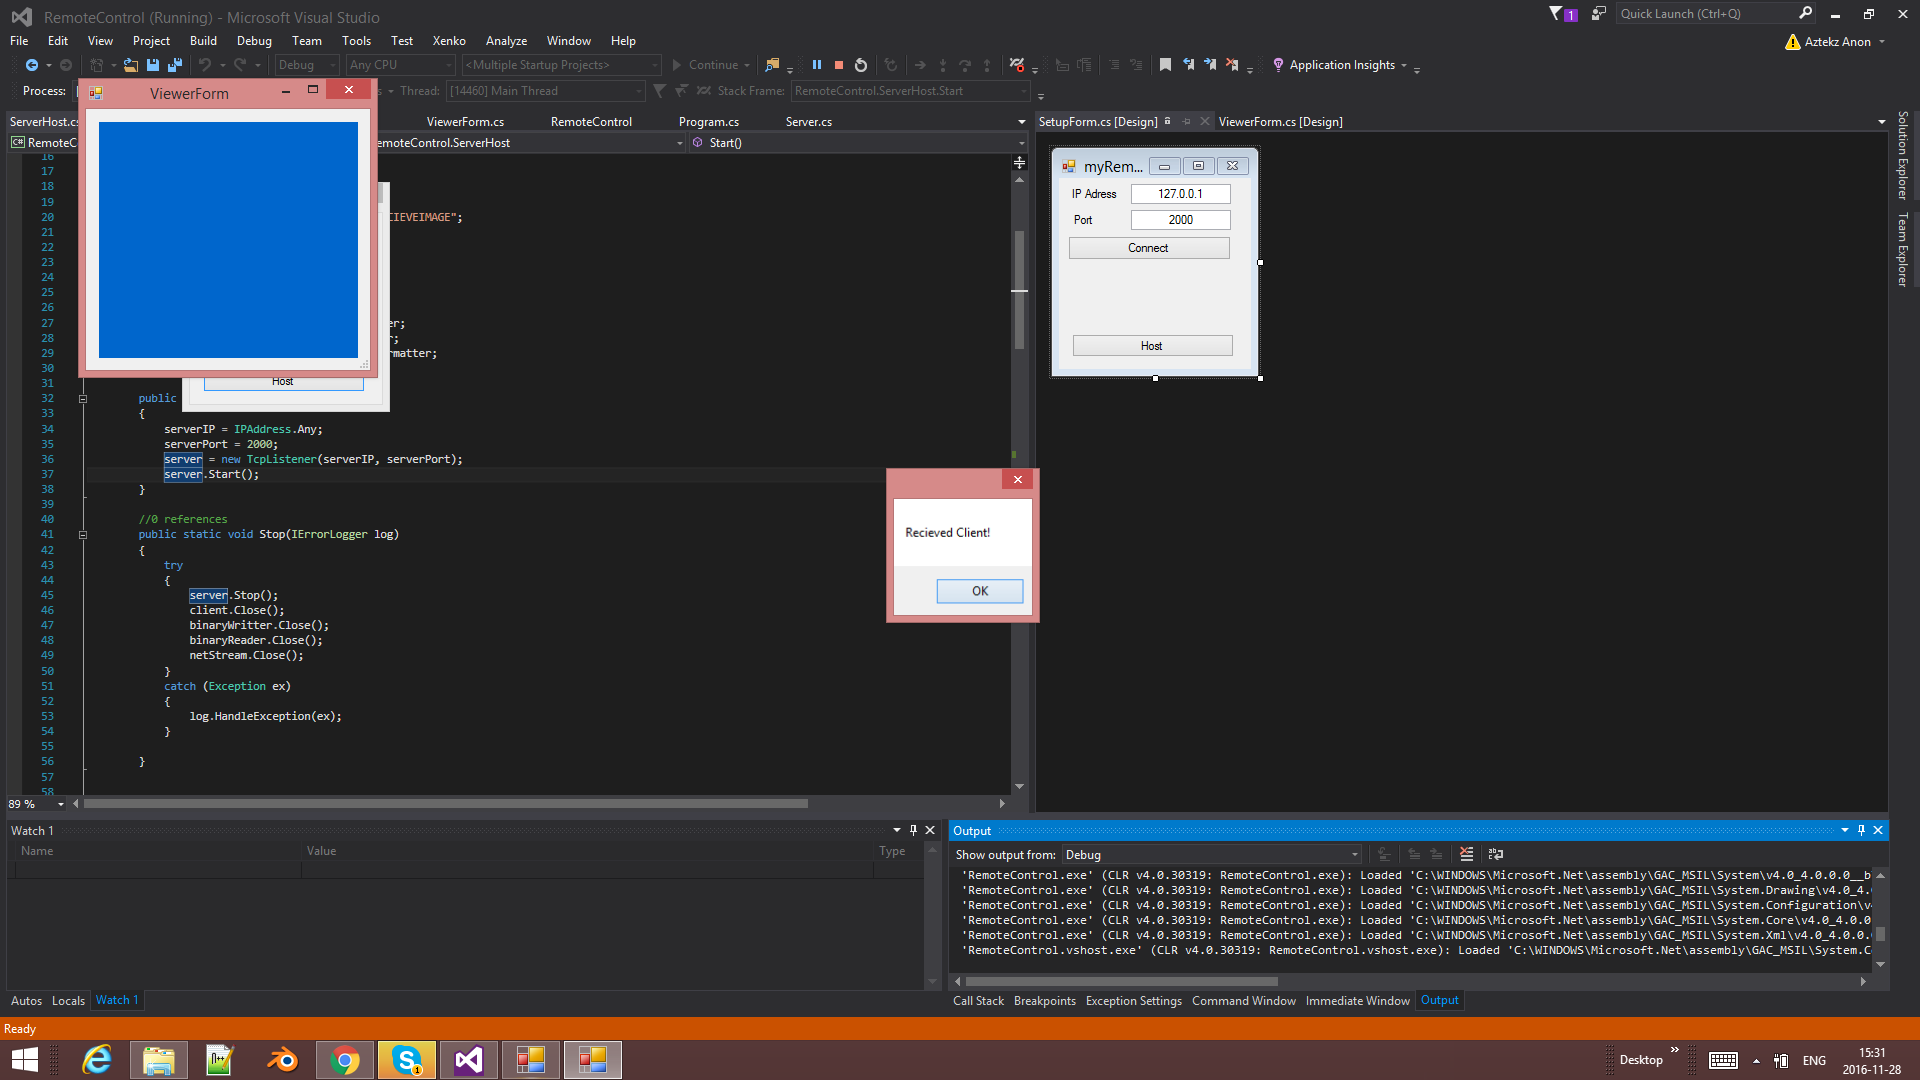 RemoteControl (Running) - Microsoft Visual Studio
1
Quick Launch (Ctrl+Q)
File Edit View Project Build Debug Team Tools Test Xenko Analyze Window Help
Aztekz Anon
Debug Any CPU <Multiple Startup Projects> Continue Application Insights
Process: Thread: [14460] Main Thread Stack Frame: RemoteControl.ServerHost.Start
ViewerForm
ServerHost.cs ViewerForm.cs RemoteControl Program.cs Server.cs
SetupForm.cs [Design] ViewerForm.cs [Design]
RemoteC emoteControl.ServerHost Start()
Solution Explorer
Team Explorer
16
17
18
19
20 CIEVEIMAGE";
21
22
23
24
25
26
27 er;
28 r;
29 matter;
30
31
Host
32 public
33 {
34 serverIP = IPAddress.Any;
35 serverPort = 2000;
36 server = new TcpListener(serverIP, serverPort);
37 server.Start();
38 }
39
40 //0 references
41 public static void Stop(IErrorLogger log)
42 {
43 try
44 {
45 server.Stop();
46 client.Close();
47 binaryWritter.Close();
48 binaryReader.Close();
49 netStream.Close();
50 }
51 catch (Exception ex)
52 {
53 log.HandleException(ex);
54 }
55
56 }
57
58
89 %
myRem...
IP Adress 127.0.0.1
Port 2000
Connect
Host
Recieved Client!
OK
Watch 1
Name Value Type
Autos Locals Watch 1
Output
Show output from: Debug
'RemoteControl.exe' (CLR v4.0.30319: RemoteControl.exe): Loaded 'C:\WINDOWS\Microsoft.Net\assembly\GAC_MSIL\System\v4.0_4.0.0.0__b
'RemoteControl.exe' (CLR v4.0.30319: RemoteControl.exe): Loaded 'C:\WINDOWS\Microsoft.Net\assembly\GAC_MSIL\System.Drawing\v4.0_4.
'RemoteControl.exe' (CLR v4.0.30319: RemoteControl.exe): Loaded 'C:\WINDOWS\Microsoft.Net\assembly\GAC_MSIL\System.Configuration\v
'RemoteControl.exe' (CLR v4.0.30319: RemoteControl.exe): Loaded 'C:\WINDOWS\Microsoft.Net\assembly\GAC_MSIL\System.Core\v4.0_4.0.0
'RemoteControl.exe' (CLR v4.0.30319: RemoteControl.exe): Loaded 'C:\WINDOWS\Microsoft.Net\assembly\GAC_MSIL\System.Xml\v4.0_4.0.0.
'RemoteControl.vshost.exe' (CLR v4.0.30319: RemoteControl.vshost.exe): Loaded 'C:\WINDOWS\Microsoft.Net\assembly\GAC_MSIL\System.C
Call Stack Breakpoints Exception Settings Command Window Immediate Window Output
Ready
Desktop
ENG
15:31
2016-11-28